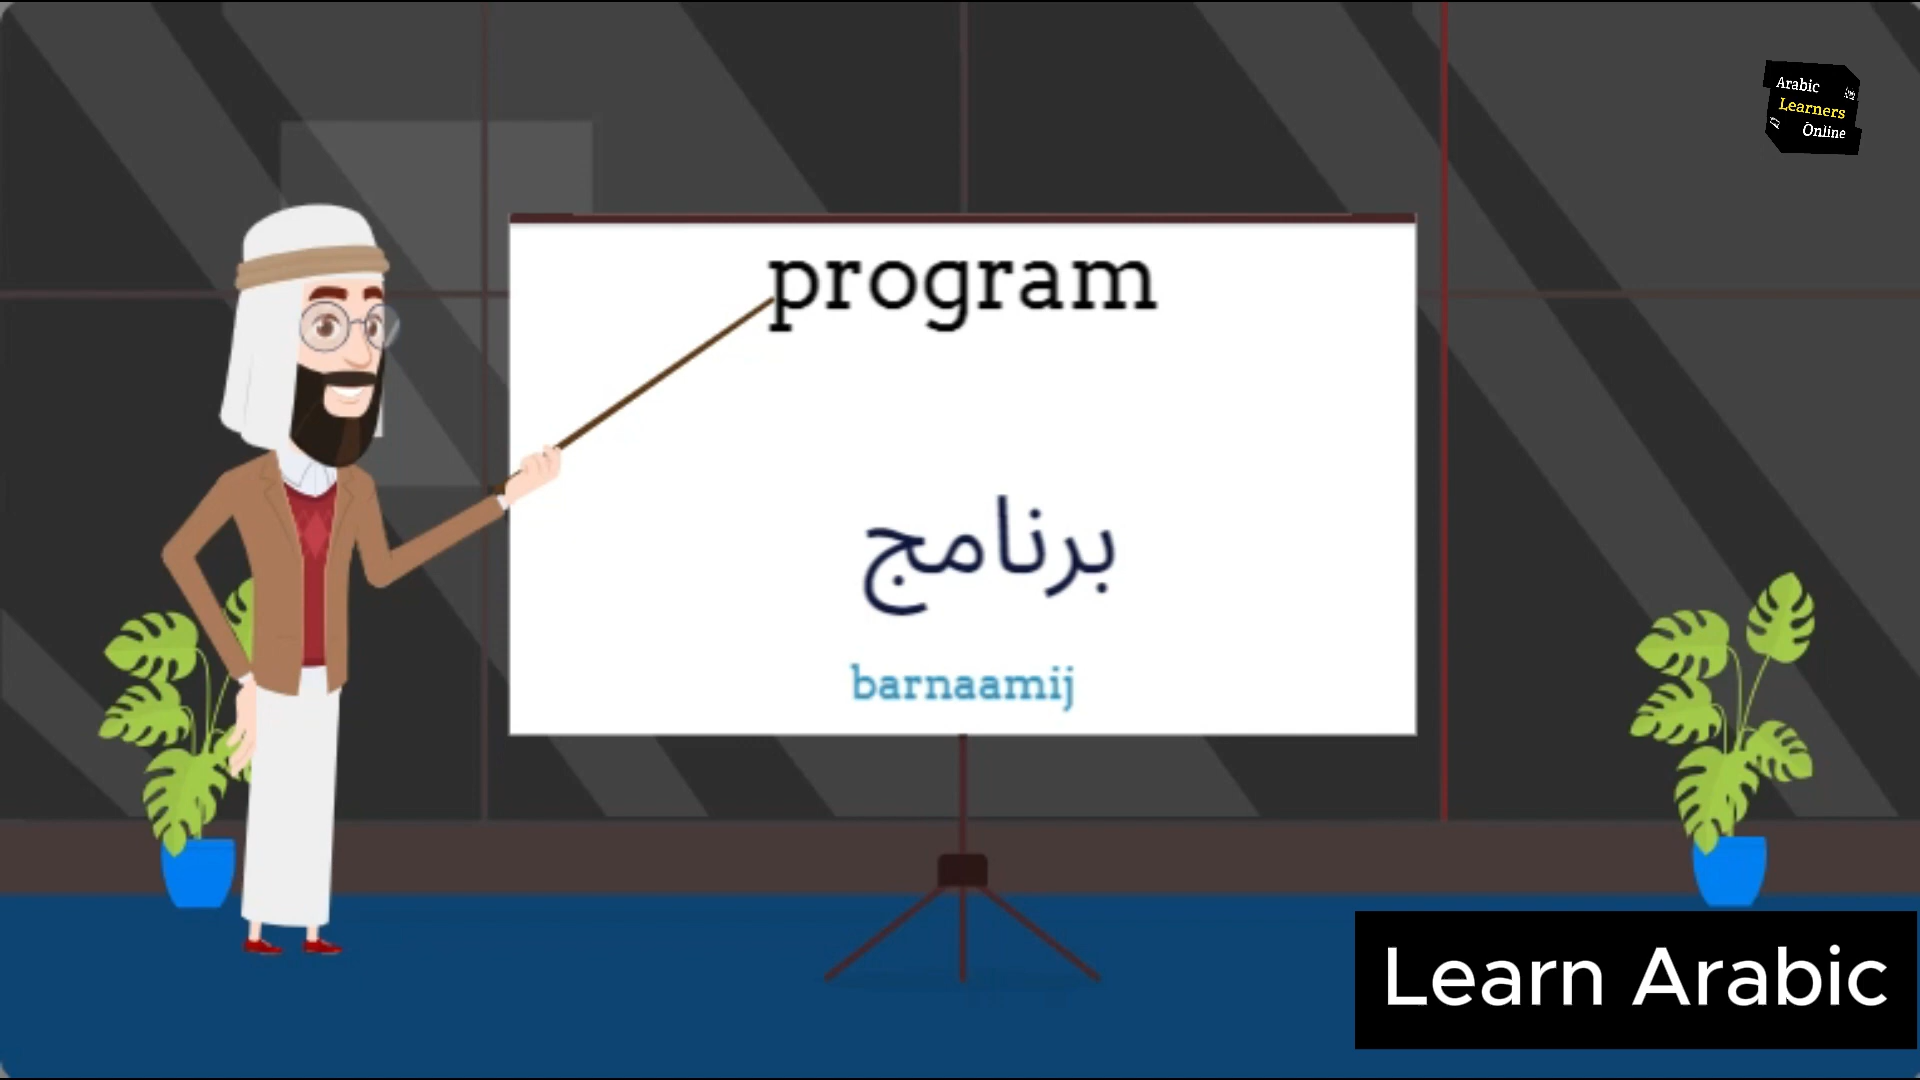 Arabic
Learners
Online
program
برنامج
barnaamij
Learn Arabic